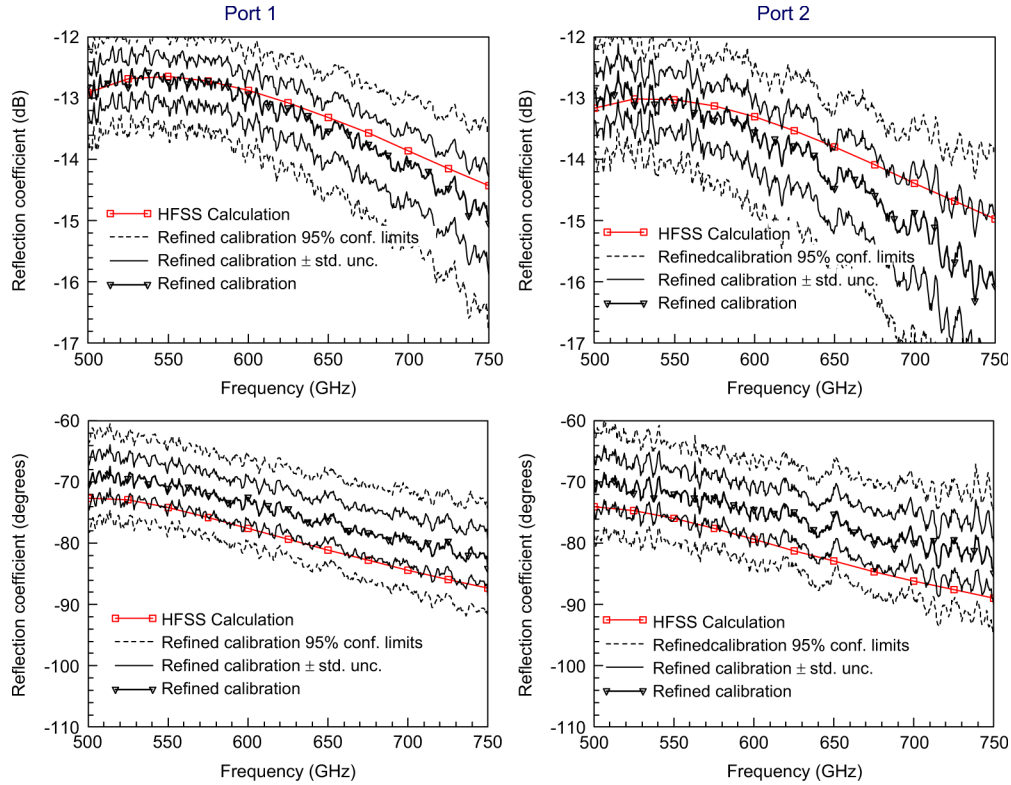 Port 1
Port 2
-12
-13
-14
-15
-16
-17
500
550
600
650
700
750
Reflection coefficient (dB)
Frequency (GHz)
HFSS Calculation
Refined calibration 95% conf. limits
Refined calibration ± std. unc.
Refined calibration
-12
-13
-14
-15
-16
-17
500
550
600
650
700
750
Reflection coefficient (dB)
Frequency (GHz)
HFSS Calculation
Refinedcalibration 95% conf. limits
Refined calibration ± std. unc.
Refined calibration
-60
-70
-80
-90
-100
-110
500
550
600
650
700
750
Reflection coefficient (degrees)
Frequency (GHz)
HFSS Calculation
Refined calibration 95% conf. limits
Refined calibration ± std. unc.
Refined calibration
-60
-70
-80
-90
-100
-110
500
550
600
650
700
750
Reflection coefficient (degrees)
Frequency (GHz)
HFSS Calculation
Refinedcalibration 95% conf. limits
Refined calibration ± std. unc.
Refined calibration